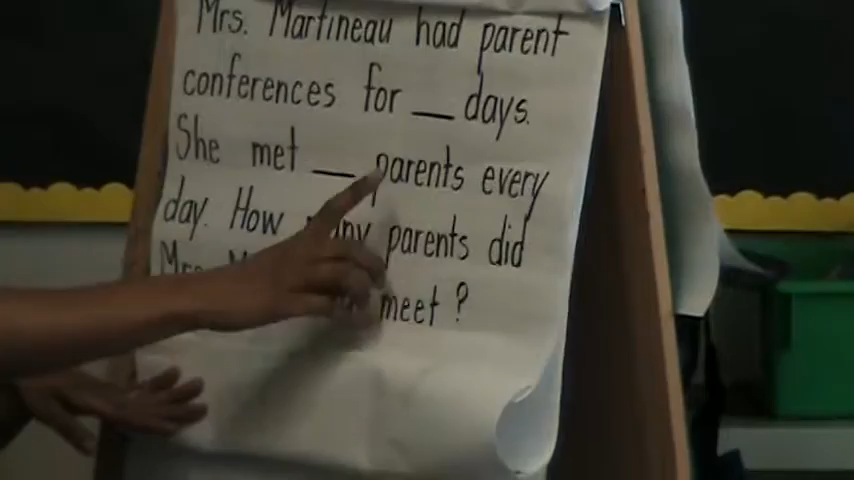 Mrs. Martineau had parent
conferences for __ days.
She met __ parents every
day. How parents did
meet?